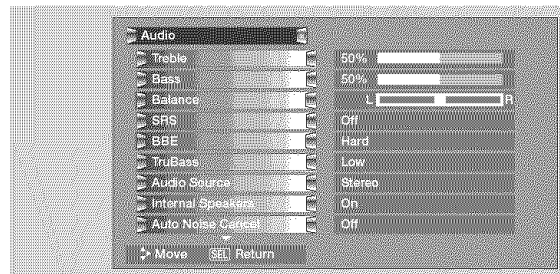 Audio
Treble 50%
Bass 50%
Balance L R
SRS Off
BBE Hard
TruBass Low
Audio Source Stereo
Internal Speakers On
Auto Noise Cancel Off
Move SEL Return